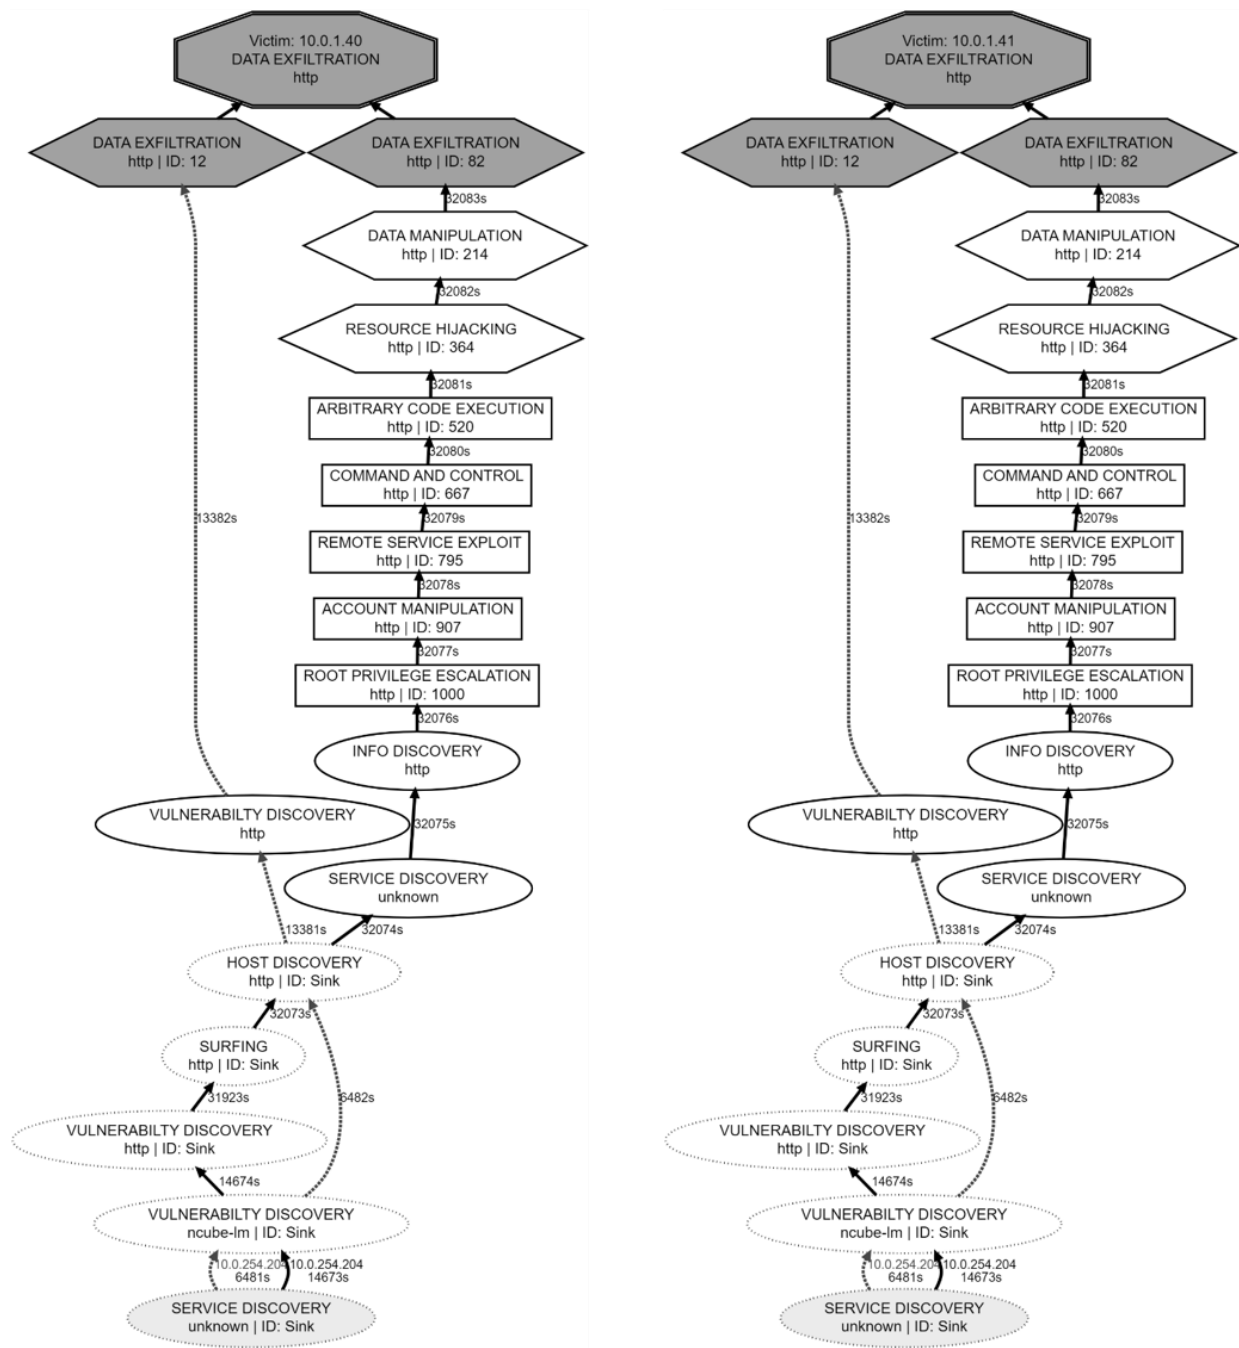 Victim: 10.0.1.40
DATA EXFILTRATION
http
DATA EXFILTRATION
http | ID: 12
DATA EXFILTRATION
http | ID: 82
32083s
DATA MANIPULATION
http | ID: 214
32082s
RESOURCE HIJACKING
http | ID: 364
32081s
ARBITRARY CODE EXECUTION
http | ID: 520
32080s
COMMAND AND CONTROL
http | ID: 667
13382s
32079s
REMOTE SERVICE EXPLOIT
http | ID: 795
32078s
ACCOUNT MANIPULATION
http | ID: 907
32077s
ROOT PRIVILEGE ESCALATION
http | ID: 1000
32076s
INFO DISCOVERY
http
VULNERABILTY DISCOVERY
http
32075s
SERVICE DISCOVERY
unknown
13381s
32074s
HOST DISCOVERY
http | ID: Sink
32073s
SURFING
http | ID: Sink
31923s
6482s
VULNERABILTY DISCOVERY
http | ID: Sink
14674s
VULNERABILTY DISCOVERY
ncube-lm | ID: Sink
10.0.254.204
6481s
10.0.254.204
14673s
SERVICE DISCOVERY
unknown | ID: Sink
Victim: 10.0.1.41
DATA EXFILTRATION
http
DATA EXFILTRATION
http | ID: 12
DATA EXFILTRATION
http | ID: 82
32083s
DATA MANIPULATION
http | ID: 214
32082s
RESOURCE HIJACKING
http | ID: 364
32081s
ARBITRARY CODE EXECUTION
http | ID: 520
32080s
COMMAND AND CONTROL
http | ID: 667
13382s
32079s
REMOTE SERVICE EXPLOIT
http | ID: 795
32078s
ACCOUNT MANIPULATION
http | ID: 907
32077s
ROOT PRIVILEGE ESCALATION
http | ID: 1000
32076s
INFO DISCOVERY
http
VULNERABILTY DISCOVERY
http
32075s
SERVICE DISCOVERY
unknown
13381s
32074s
HOST DISCOVERY
http | ID: Sink
32073s
SURFING
http | ID: Sink
31923s
6482s
VULNERABILTY DISCOVERY
http | ID: Sink
14674s
VULNERABILTY DISCOVERY
ncube-lm | ID: Sink
10.0.254.204
6481s
10.0.254.204
14673s
SERVICE DISCOVERY
unknown | ID: Sink